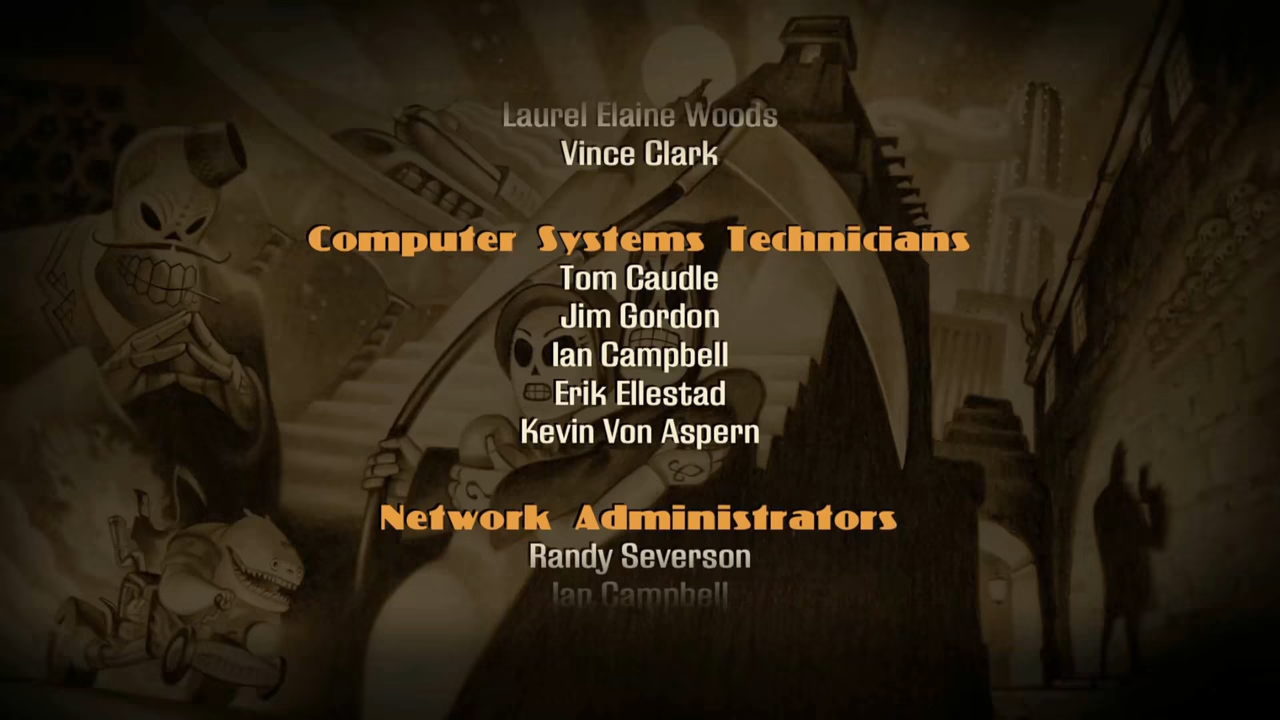 Laurel Elaine Woods
Vince Clark
Computer Systems Technicians
Tom Caudle
Jim Gordon
Ian Campbell
Erik Ellestad
Kevin Von Aspern
Network Administrators
Randy Severson
Ian Campbell